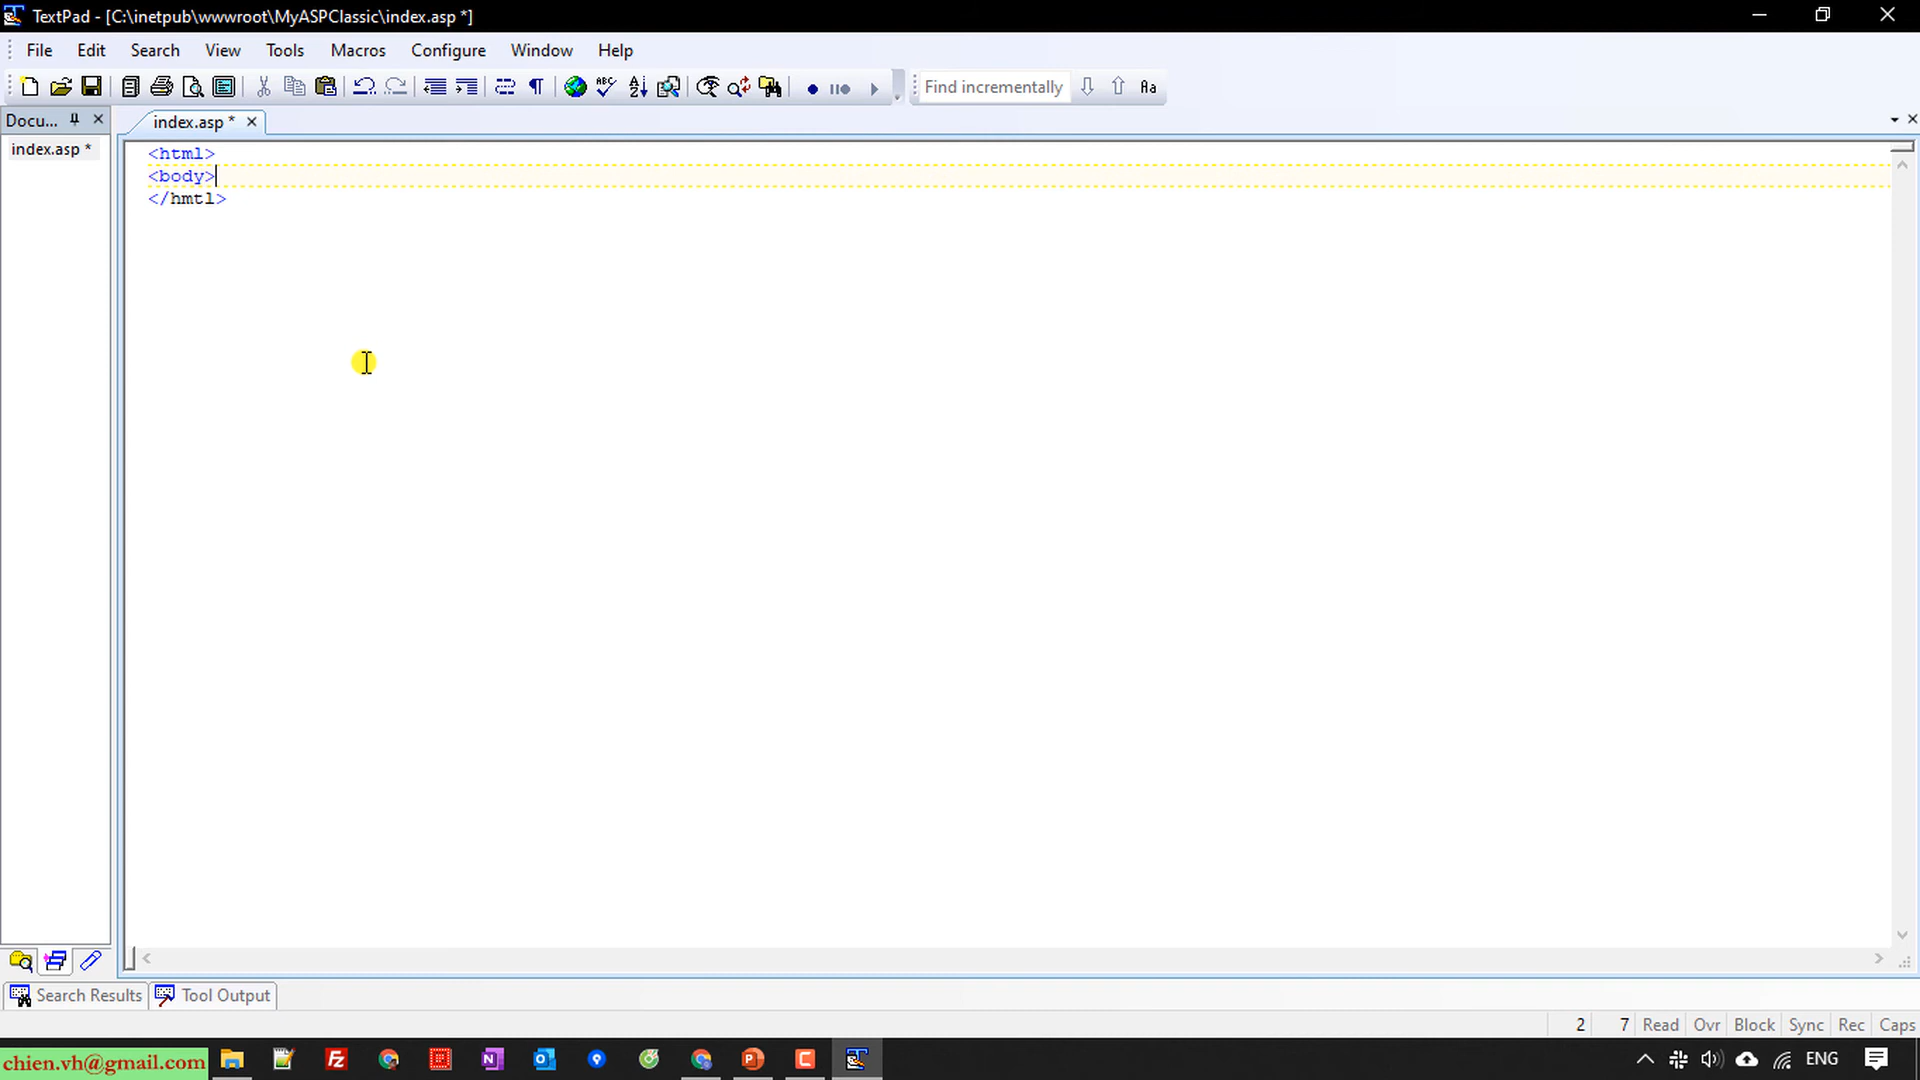 TextPad - [C:\inetpub\wwwroot\MyASPClassic\index.asp *]
File Edit Search View Tools Macros Configure Window Help
Find incrementally Aa
Docu...
index.asp *
index.asp *
<html>
<body>
</hmtl>
Search Results
Tool Output
2 7 Read Ovr Block Sync Rec Caps
chien.vh@gmail.com
ENG